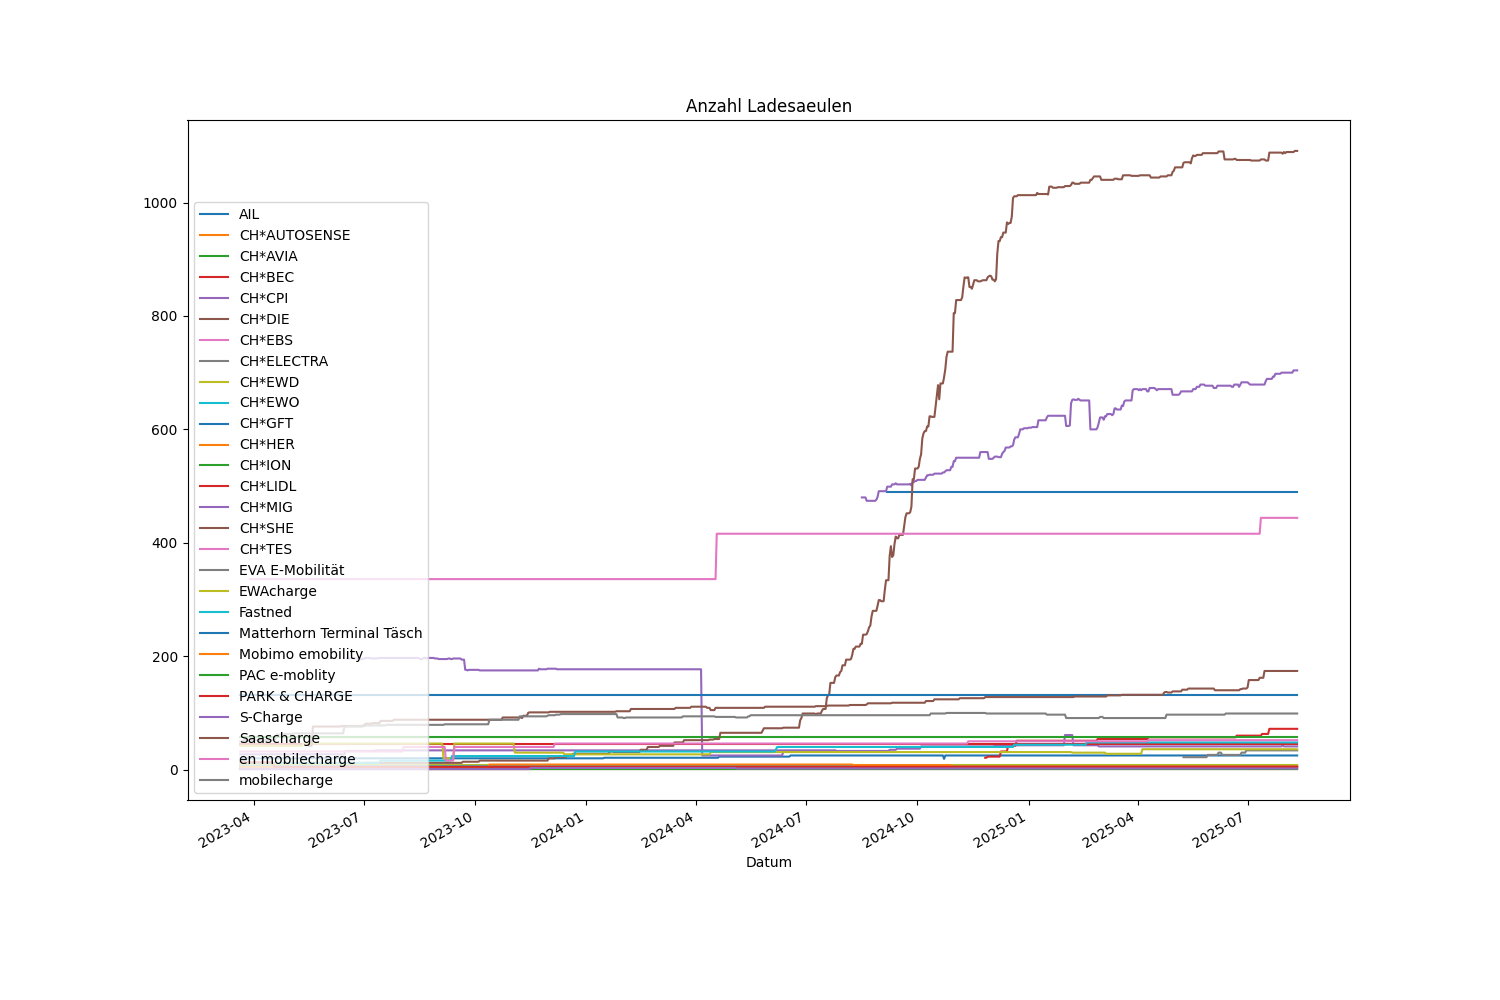 Anzahl Ladesaeulen
1000
800
600
400
200
0
AIL
CH*AUTOSENSE
CH*AVIA
CH*BEC
CH*CPI
CH*DIE
CH*EBS
CH*ELECTRA
CH*EWD
CH*EWO
CH*GFT
CH*HER
CH*ION
CH*LIDL
CH*MIG
CH*SHE
CH*TES
EVA E-Mobilität
EWAcharge
Fastned
Matterhorn Terminal Täsch
Mobimo emobility
PAC e-moblity
PARK & CHARGE
S-Charge
Saascharge
en mobilecharge
mobilecharge
2023-04
2023-07
2023-10
2024-01
2024-04
2024-07
2024-10
2025-01
2025-04
2025-07
Datum